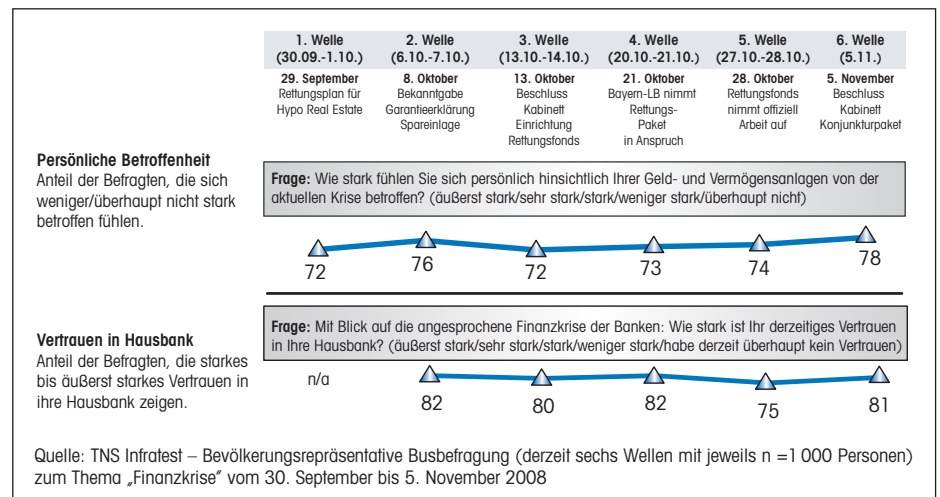 1. Welle 2. Welle 3. Welle 4. Welle 5. Welle 6. Welle
(30.09.-1.10.) (6.10.-7.10.) (13.10.-14.10.) (20.10.-21.10.) (27.10.-28.10.) (5.11.)
29. September 8. Oktober 13. Oktober 21. Oktober 28. Oktober 5. November
Rettungsplan für Bekanntgabe Beschluss Bayern-LB nimmt Rettungsfonds Beschluss
Hypo Real Estate Garantieerklärung Kabinett Rettungs- nimmt offiziell Kabinett
Spareinlage Einrichtung Paket Arbeit auf Konjunkturpaket
Rettungsfonds in Anspruch
Persönliche Betroffenheit
Anteil der Befragten, die sich
weniger/überhaupt nicht stark
betroffen fühlen.
Frage: Wie stark fühlen Sie sich persönlich hinsichtlich Ihrer Geld- und Vermögensanlagen von der
aktuellen Krise betroffen? (äußerst stark/sehr stark/stark/weniger stark/überhaupt nicht)
72 76 72 73 74 78
Vertrauen in Hausbank
Anteil der Befragten, die starkes
bis äußerst starkes Vertrauen in
ihre Hausbank zeigen.
Frage: Mit Blick auf die angesprochene Finanzkrise der Banken: Wie stark ist Ihr derzeitiges Vertrauen
in Ihre Hausbank? (äußerst stark/sehr stark/stark/weniger stark/habe derzeit überhaupt kein Vertrauen)
n/a 82 80 82 75 81
Quelle: TNS Infratest – Bevölkerungsrepräsentative Busbefragung (derzeit sechs Wellen mit jeweils n =1 000 Personen)
zum Thema „Finanzkrise" vom 30. September bis 5. November 2008